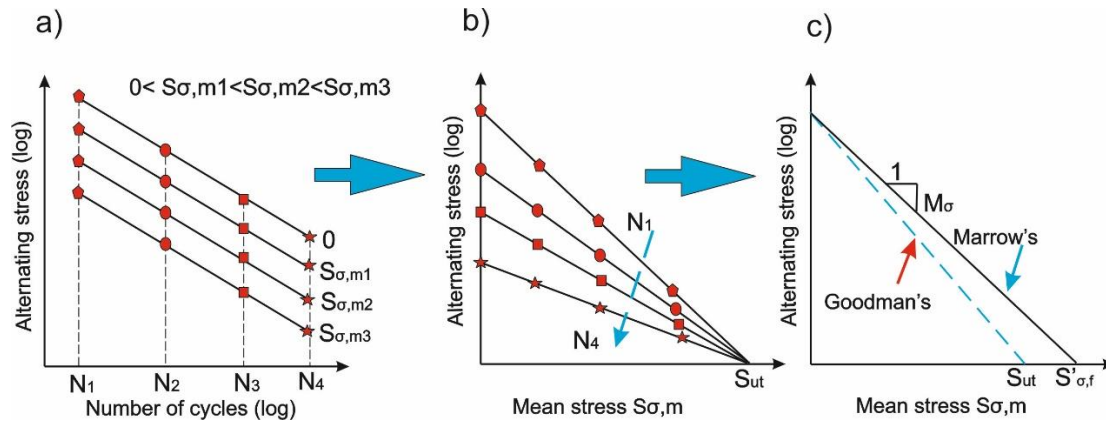 a)
0< Sσ,m1<Sσ,m2<Sσ,m3
Alternating stress (log)
0
Sσ,m1
Sσ,m2
Sσ,m3
N1 N2 N3 N4
Number of cycles (log)
b)
Alternating stress (log)
N1
N4
Sut
Mean stress Sσ,m
c)
Alternating stress (log)
1
Mσ
Marrow's
Goodman's
Sut S'σ,f
Mean stress Sσ,m